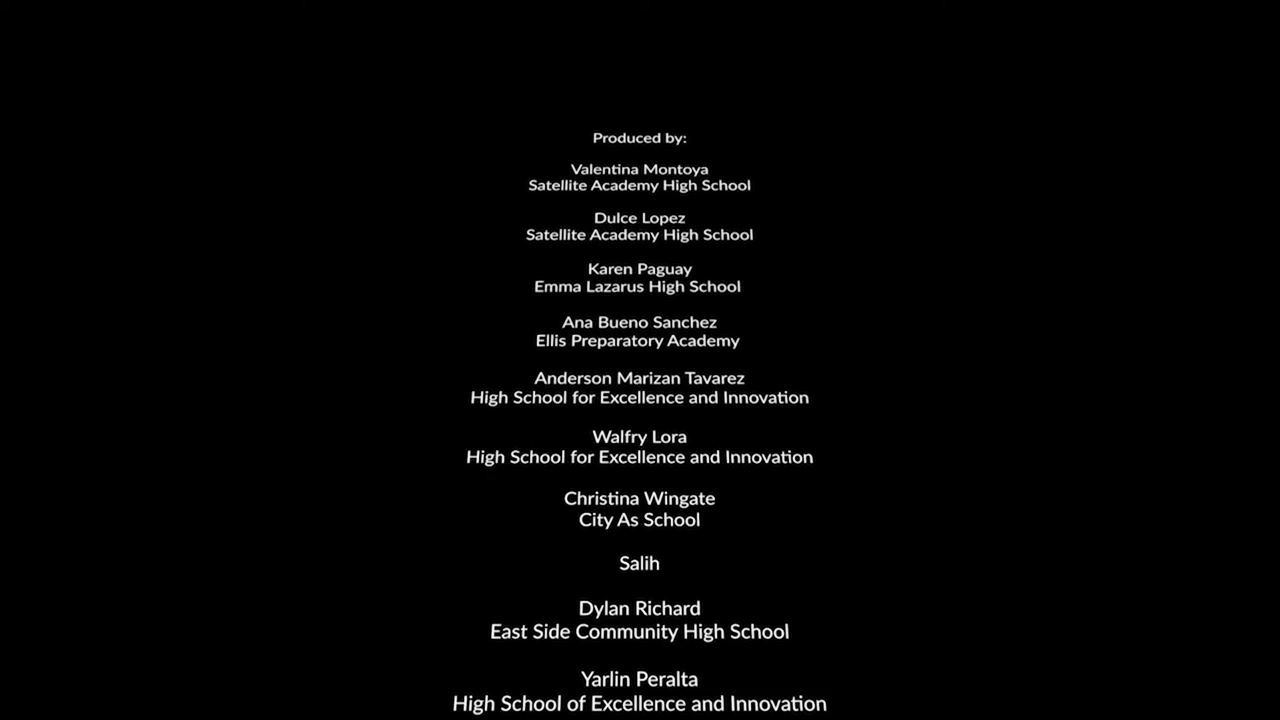 Produced by:
Valentina Montoya
Satellite Academy High School
Dulce Lopez
Satellite Academy High School
Karen Paguay
Emma Lazarus High School
Ana Bueno Sanchez
Ellis Preparatory Academy
Anderson Marizan Tavarez
High School for Excellence and Innovation
Walfry Lora
High School for Excellence and Innovation
Christina Wingate
City As School
Salih
Dylan Richard
East Side Community High School
Yarlin Peralta
High School of Excellence and Innovation